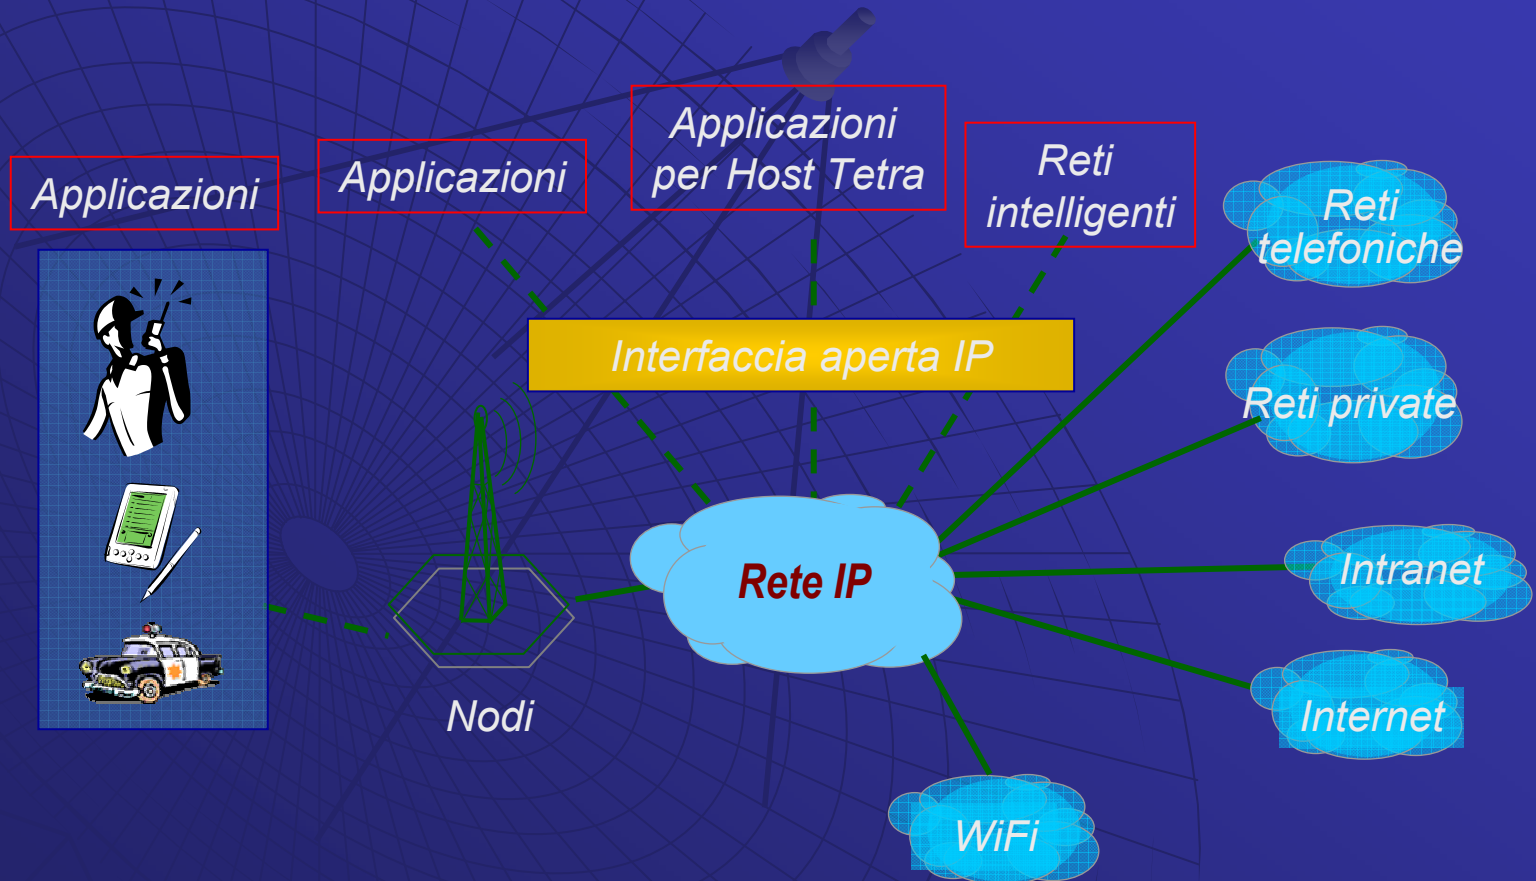 Applicazioni
Applicazioni
Applicazioni
per Host Tetra
Reti
intelligenti
Reti
telefoniche
Interfaccia aperta IP
Reti private
Rete IP
Intranet
Nodi
Internet
WiFi